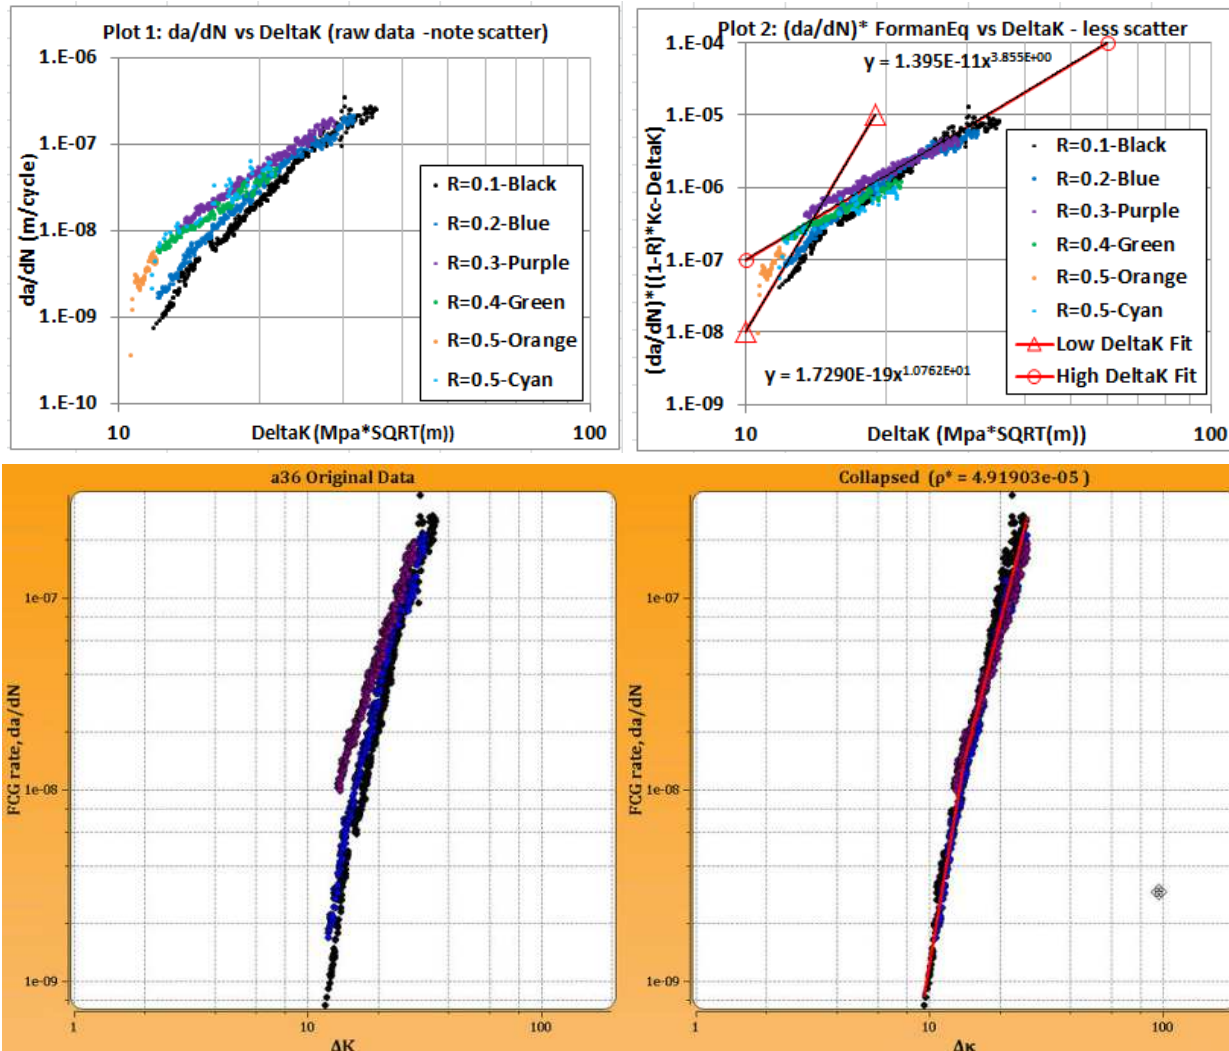 Plot 1: da/dN vs DeltaK (raw data -note scatter)
1.E-06
1.E-07
1.E-08
1.E-09
1.E-10
da/dN (m/cycle)
R=0.1-Black
R=0.2-Blue
R=0.3-Purple
R=0.4-Green
R=0.5-Orange
R=0.5-Cyan
10
DeltaK (Mpa*SQRT(m))
100
Plot 2: (da/dN)* FormanEq vs DeltaK - less scatter
1.E-04
1.E-05
1.E-06
1.E-07
1.E-08
1.E-09
(da/dN)*((1-R)*Kc-DeltaK)
y = 1.395E-11x3.855E+00
y = 1.7290E-19x1.0762E+01
R=0.1-Black
R=0.2-Blue
R=0.3-Purple
R=0.4-Green
R=0.5-Orange
R=0.5-Cyan
Low DeltaK Fit
High DeltaK Fit
10
DeltaK (Mpa*SQRT(m))
100
a36 Original Data
FCG rate, da/dN
1e-07
1e-08
1e-09
1
10
100
ΔK
Collapsed (ρ* = 4.91903e-05 )
FCG rate, da/dN
1e-07
1e-08
1e-09
1
10
100
Δκ